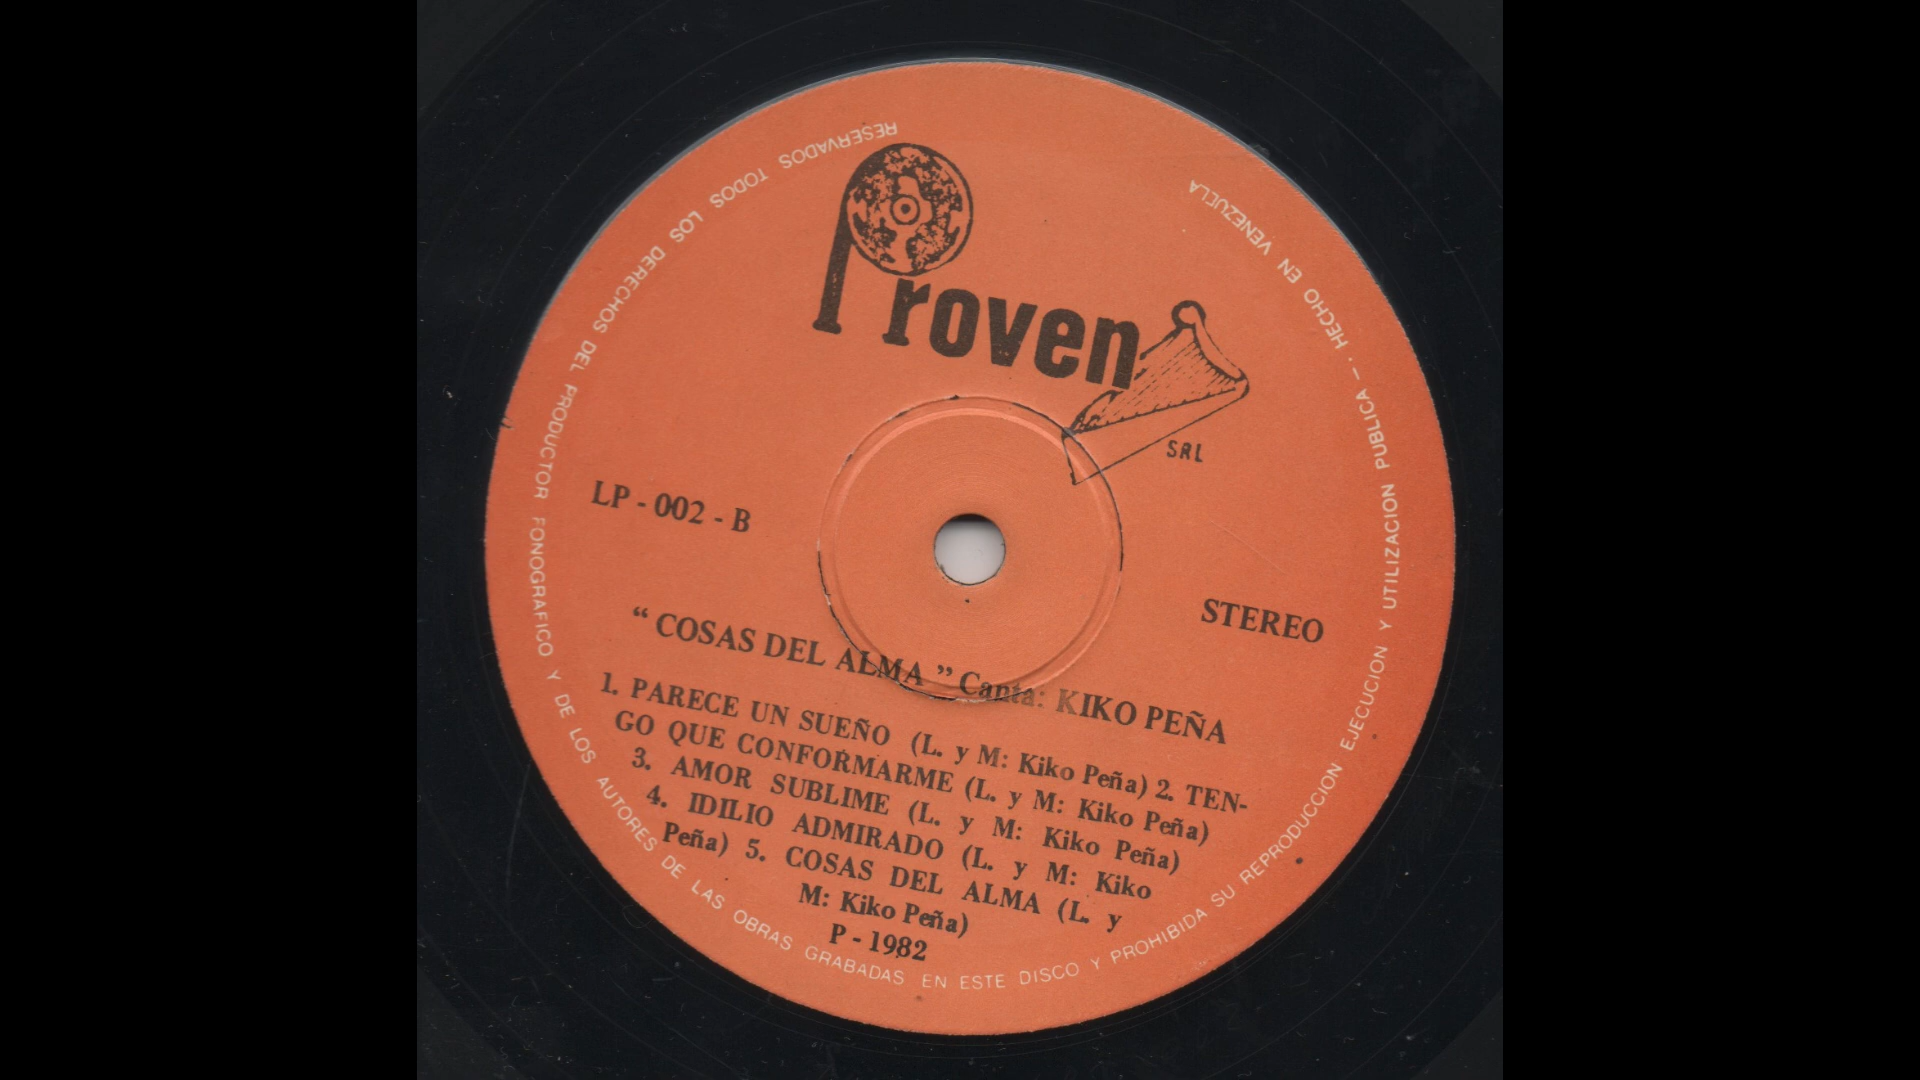 Proven
SRL
LP - 002 - B
STEREO
“ COSAS DEL ALMA ” Canta: KIKO PEÑA
1. PARECE UN SUEÑO (L. y M: Kiko Peña) 2. TEN-
GO QUE CONFORMARME (L. y M: Kiko Peña)
3. AMOR SUBLIME (L. y M: Kiko Peña)
4. IDILIO ADMIRADO (L. y M: Kiko
Peña) 5. COSAS DEL ALMA (L. y
M: Kiko Peña)
P - 1982
RESERVADOS TODOS LOS DERECHOS DEL PRODUCTOR FONOGRAFICO Y DE LOS AUTORES DE LAS OBRAS GRABADAS EN ESTE DISCO Y PROHIBIDA SU REPRODUCCION EJECUCION Y UTILIZACION PUBLICA — . HECHO EN VENEZUELA